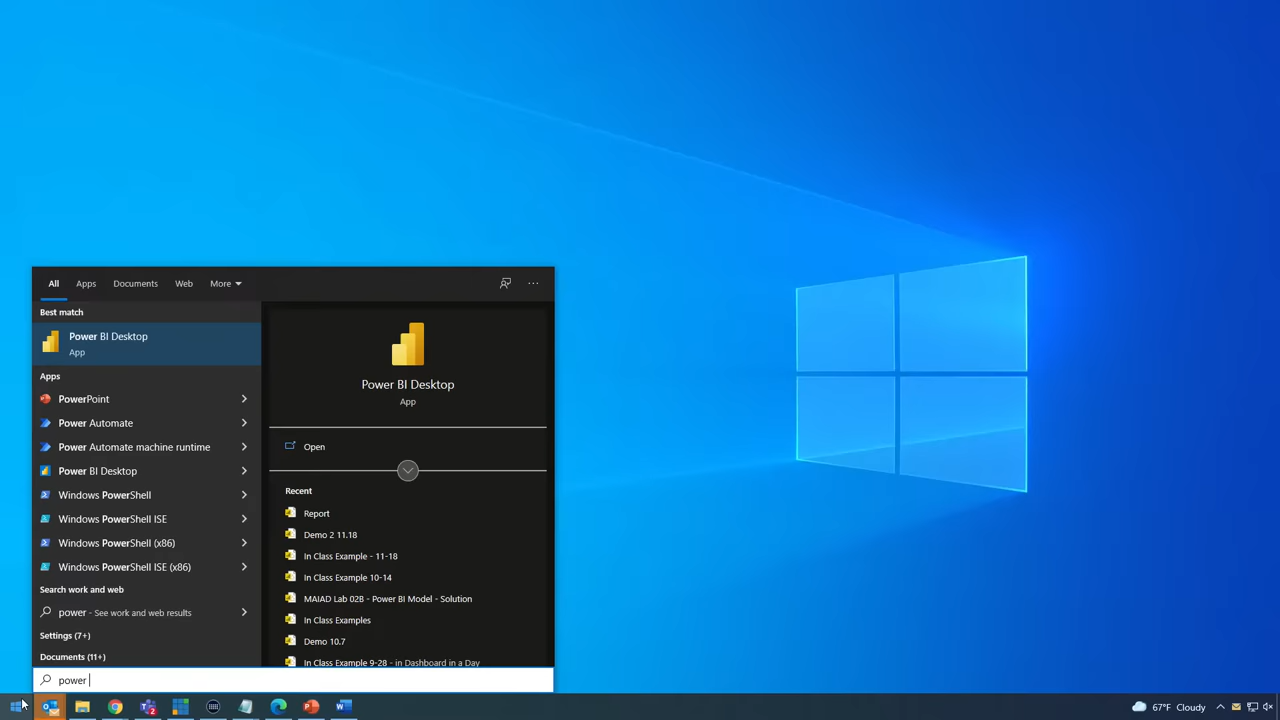 All Apps Documents Web More
Best match
Power BI Desktop
App
Apps
PowerPoint
Power Automate
Power Automate machine runtime
Power BI Desktop
Windows PowerShell
Windows PowerShell ISE
Windows PowerShell (x86)
Windows PowerShell ISE (x86)
Search work and web
power - See work and web results
Settings (7+)
Documents (11+)
Power BI Desktop
App
Open
Recent
Report
Demo 2 11.18
In Class Example - 11-18
In Class Example 10-14
MAIAD Lab 02B - Power BI Model - Solution
In Class Examples
Demo 10.7
In Class Example 9-28 - in Dashboard in a Day
power
67°F Cloudy